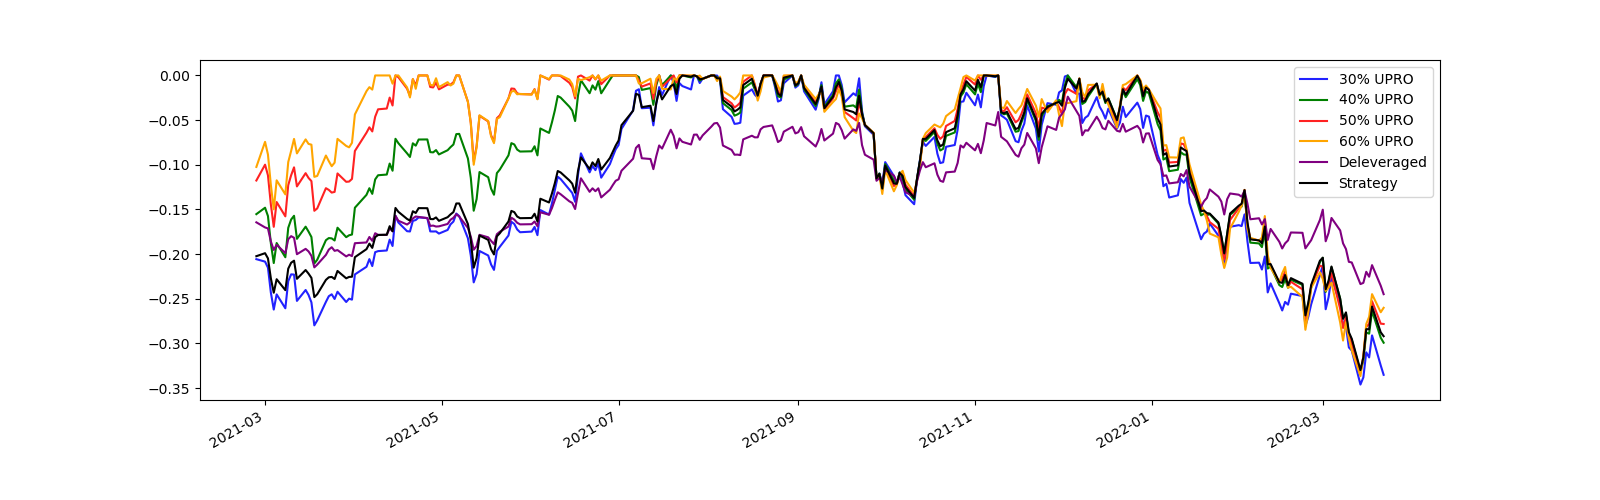 0.00
−0.05
−0.10
−0.15
−0.20
−0.25
−0.30
−0.35
2021-03
2021-05
2021-07
2021-09
2021-11
2022-01
2022-03
30% UPRO
40% UPRO
50% UPRO
60% UPRO
Deleveraged
Strategy